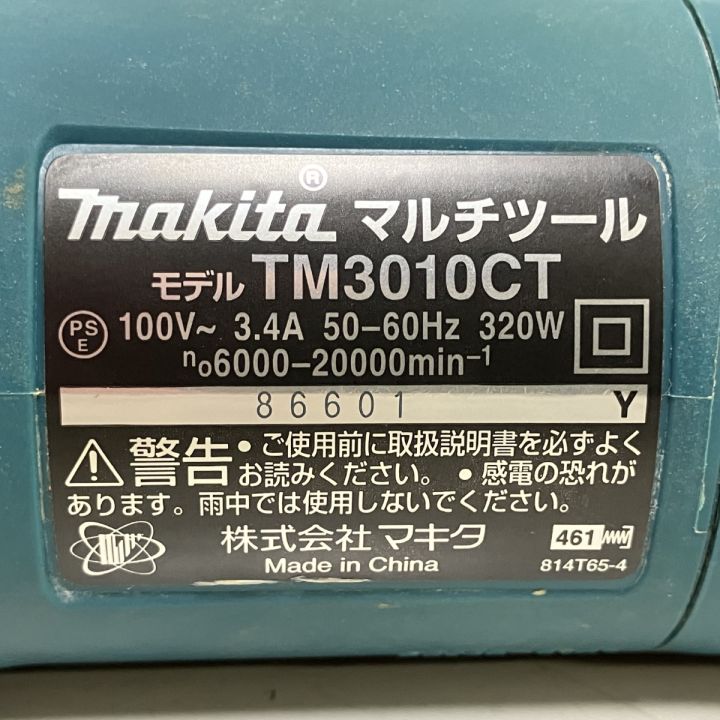 makita® マルチツール
モデル TM3010CT
PS E 100V~ 3.4A 50-60Hz 320W
n₀6000-20000min⁻¹
86601 Y
警告 • ご使用前に取扱説明書を必ずよく
お読みください。 • 感電の恐れが
あります。雨中では使用しないでください。
株式会社マキタ 461
Made in China 814T65-4